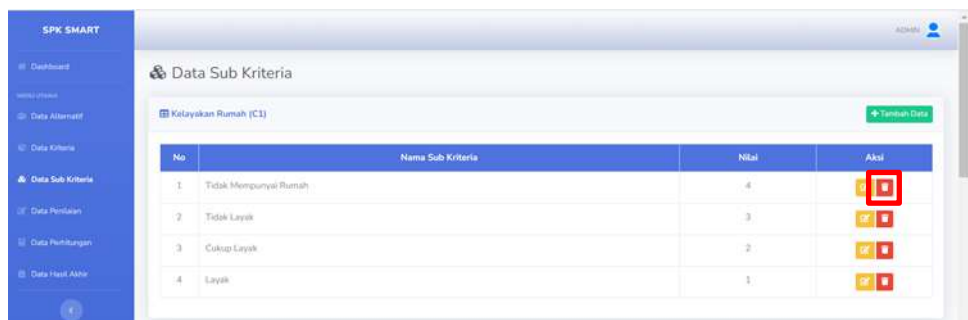 SPK SMART
ADMIN
Dashboard
MENU UTAMA
Data Alternatif
Data Kriteria
Data Sub Kriteria
Data Penilaian
Data Perhitungan
Data Hasil Akhir
Data Sub Kriteria
Kelayakan Rumah (C1)
+ Tambah Data
No Nama Sub Kriteria Nilai Aksi
1 Tidak Mempunyai Rumah 4
2 Tidak Layak 3
3 Cukup Layak 2
4 Layak 1